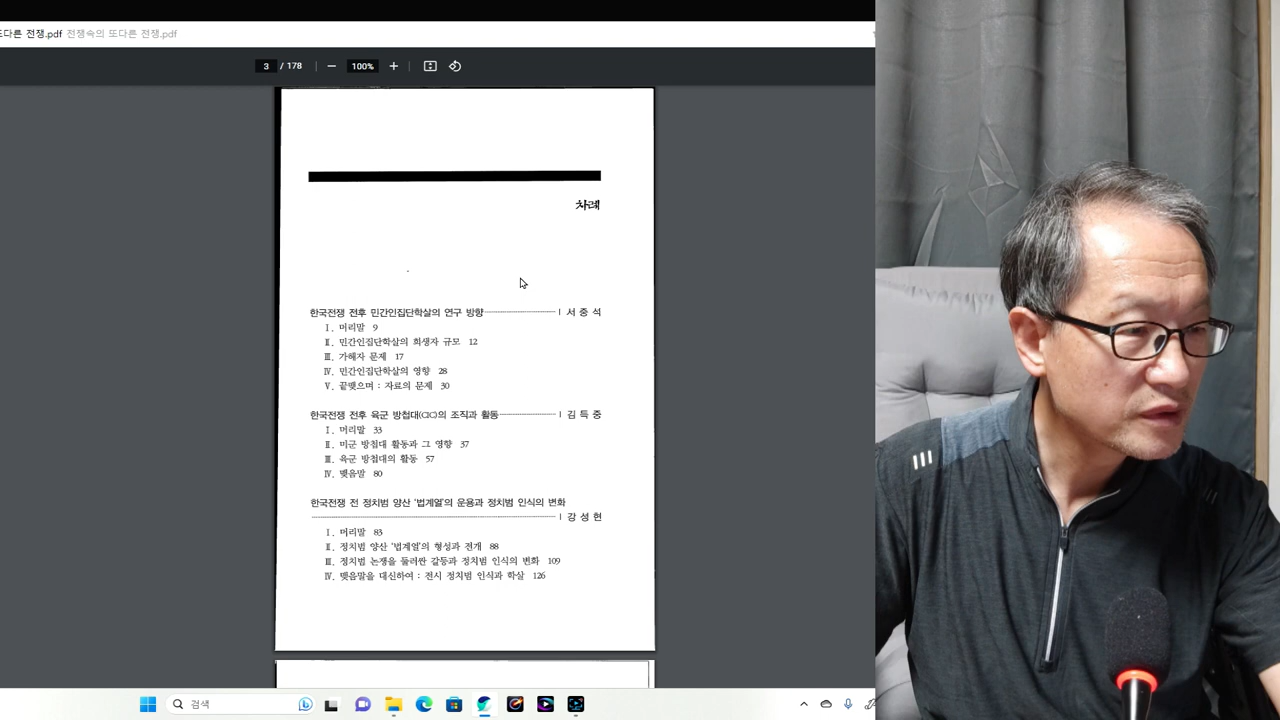 또다른 전쟁.pdf 전쟁속의 또다른 전쟁.pdf
3 / 178 100%
차례
한국전쟁 전후 민간인집단학살의 연구 방향 | 서 중 석
Ⅰ. 머리말 9
Ⅱ. 민간인집단학살의 희생자 규모 12
Ⅲ. 가해자 문제 17
Ⅳ. 민간인집단학살의 영향 28
Ⅴ. 끝맺으며 : 자료의 문제 30
한국전쟁 전후 육군 방첩대(CIC)의 조직과 활동 | 김 득 중
Ⅰ. 머리말 33
Ⅱ. 미군 방첩대 활동과 그 영향 37
Ⅲ. 육군 방첩대의 활동 57
Ⅳ. 맺음말 80
한국전쟁 전 정치범 양산 '법계열'의 운용과 정치범 인식의 변화
| 강 성 현
Ⅰ. 머리말 83
Ⅱ. 정치범 양산 '법계열'의 형성과 전개 88
Ⅲ. 정치범 논쟁을 둘러싼 갈등과 정치범 인식의 변화 109
Ⅳ. 맺음말을 대신하여 : 전시 정치범 인식과 학살 126
검색